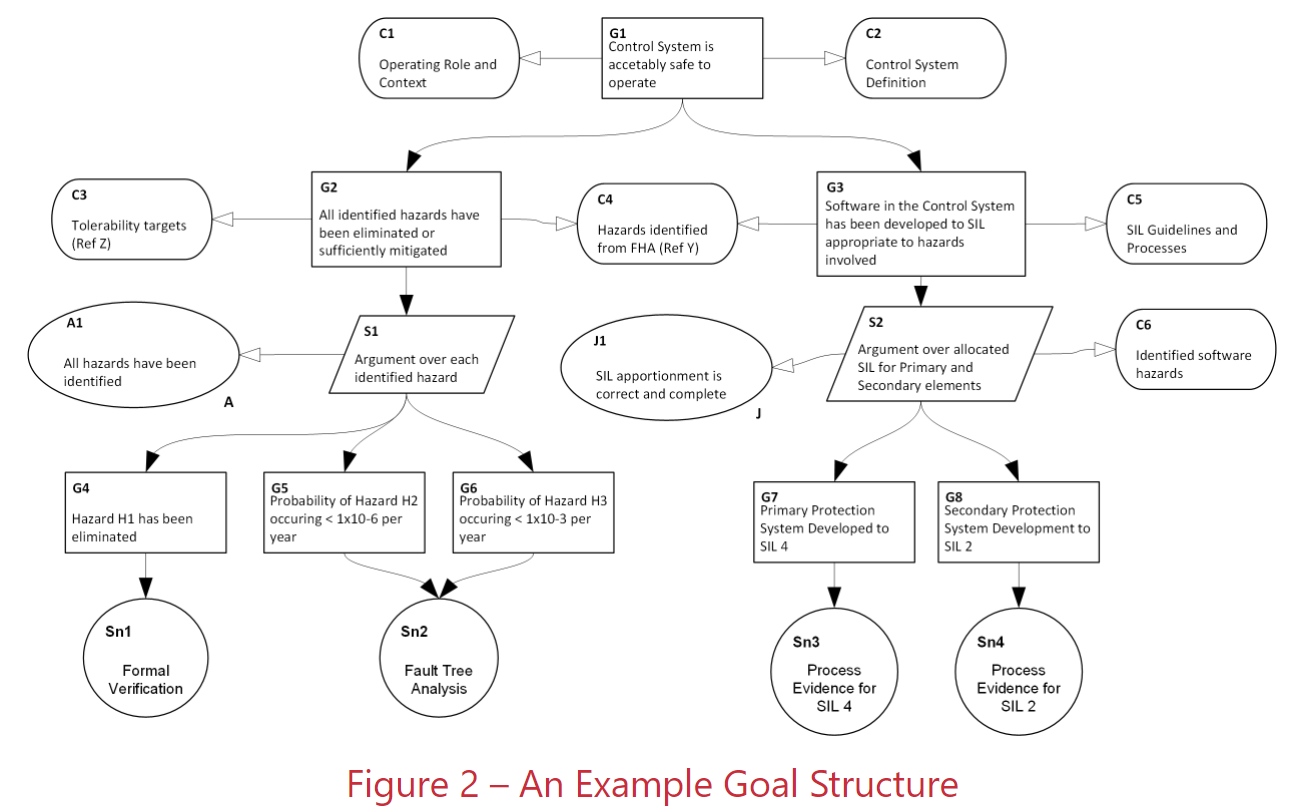 C1
Operating Role and
Context
G1
Control System is
accetably safe to
operate
C2
Control System
Definition
C3
Tolerability targets
(Ref Z)
G2
All identified hazards have
been eliminated or
sufficiently mitigated
C4
Hazards identified
from FHA (Ref Y)
G3
Software in the Control System
has been developed to SIL
appropriate to hazards
involved
C5
SIL Guidelines and
Processes
A1
All hazards have been
identified
A
S1
Argument over each
identified hazard
J1
SIL apportionment is
correct and complete
J
S2
Argument over allocated
SIL for Primary and
Secondary elements
C6
Identified software
hazards
G4
Hazard H1 has been
eliminated
G5
Probability of Hazard H2
occuring < 1x10-6 per
year
G6
Probability of Hazard H3
occuring < 1x10-3 per
year
G7
Primary Protection
System Developed to
SIL 4
G8
Secondary Protection
System Development to
SIL 2
Sn1
Formal
Verification
Sn2
Fault Tree
Analysis
Sn3
Process
Evidence for
SIL 4
Sn4
Process
Evidence for
SIL 2
Figure 2 – An Example Goal Structure